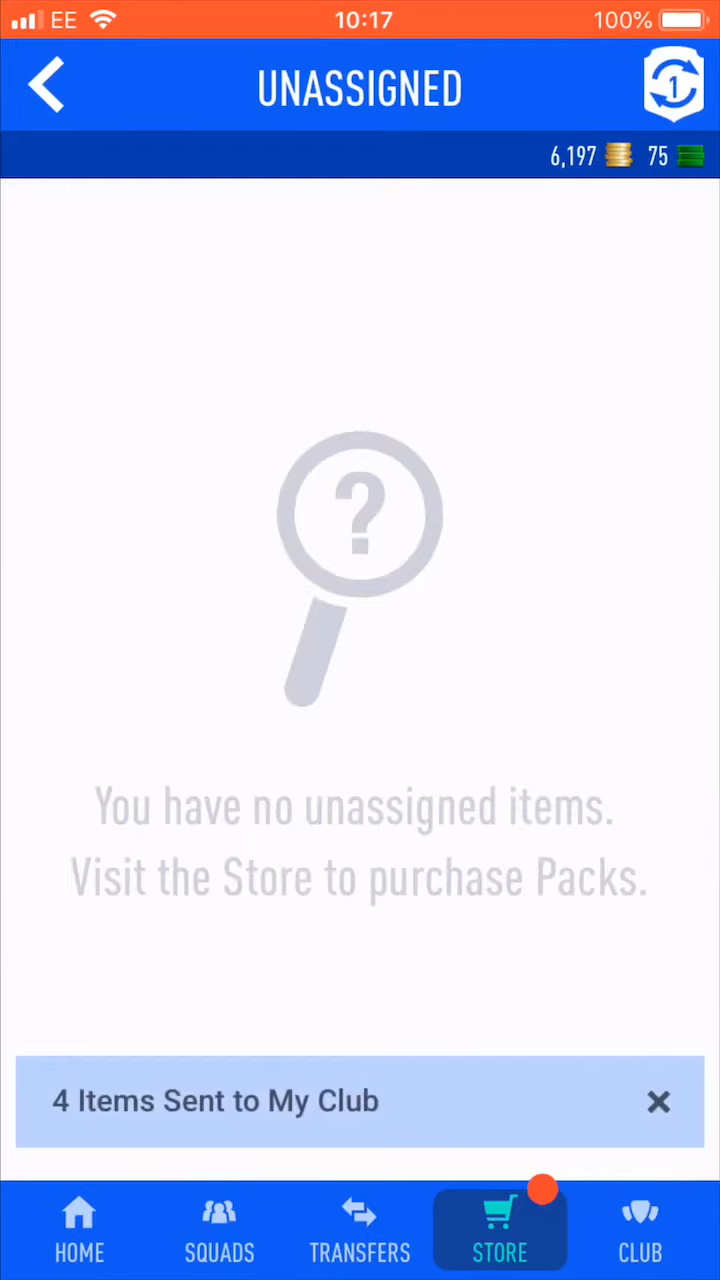 EE 10:17 100%
UNASSIGNED
1
6,197 75
?
You have no unassigned items.
Visit the Store to purchase Packs.
4 Items Sent to My Club
HOME SQUADS TRANSFERS STORE CLUB